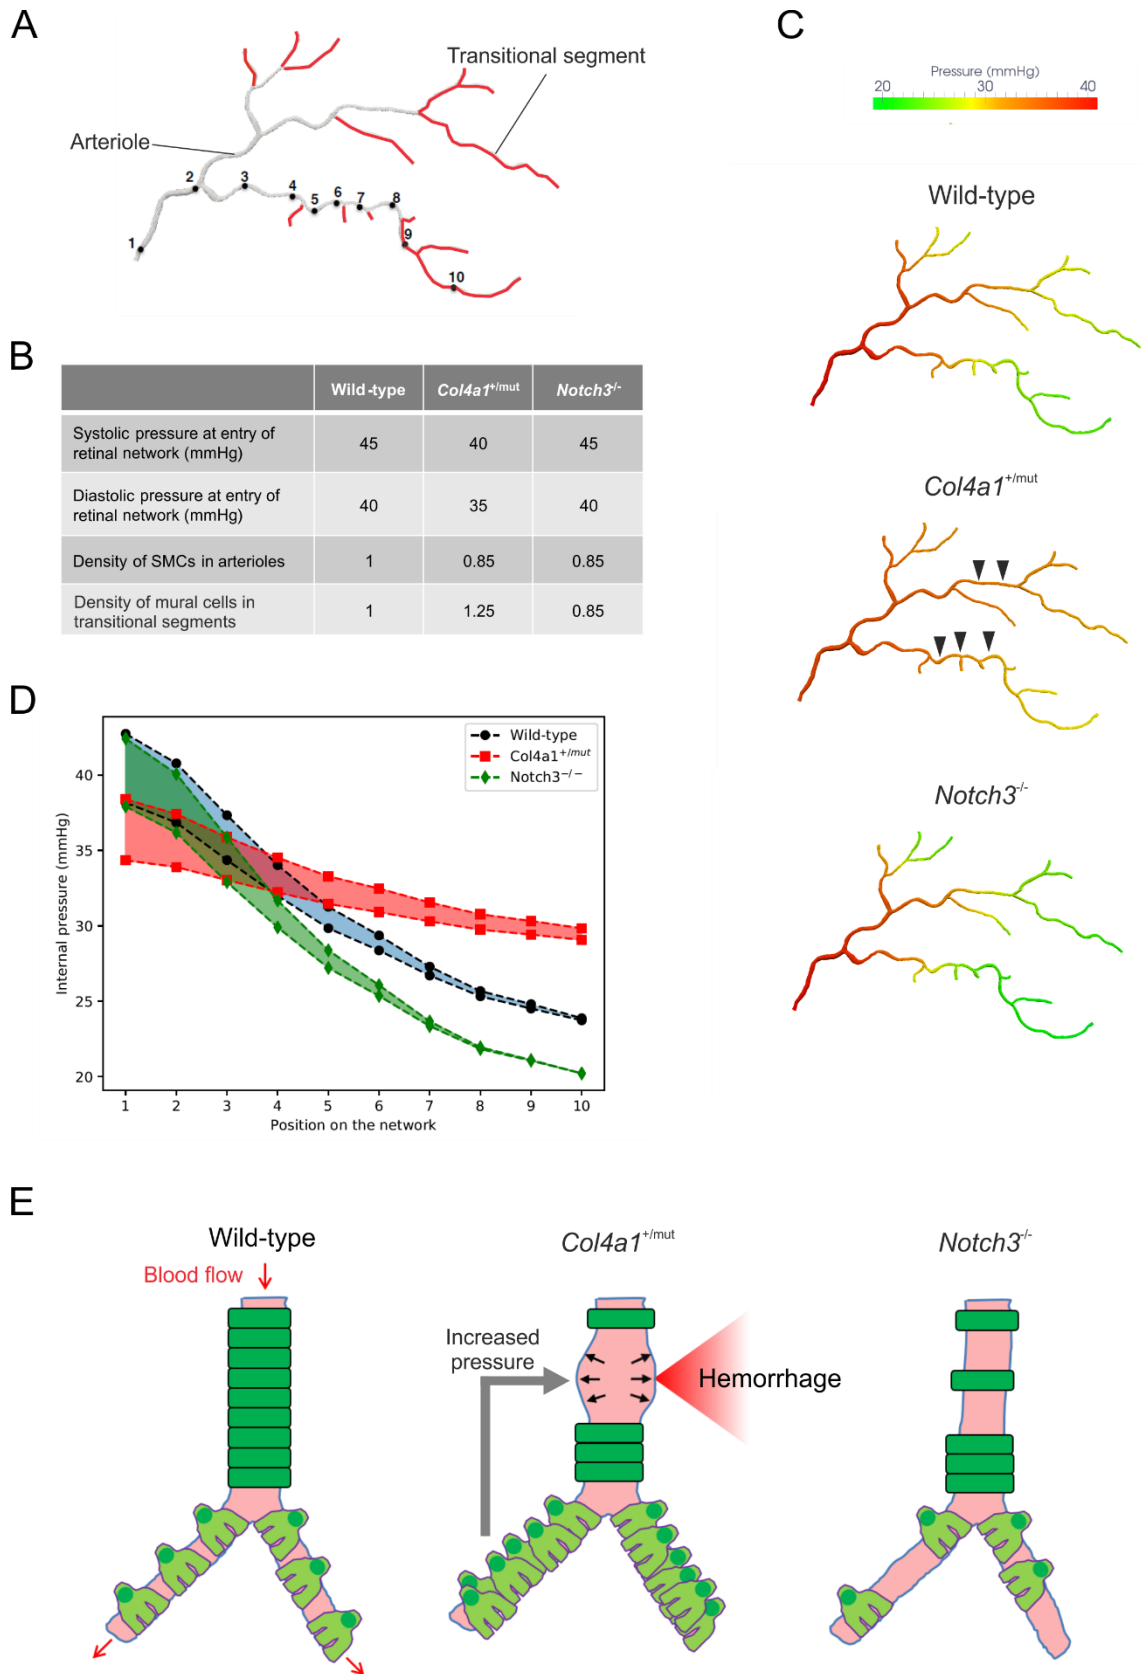 A
Transitional segment
Arteriole
1
2
3
4
5
6
7
8
9
10
B
Wild-type Col4a1+/mut Notch3-/-
Systolic pressure at entry of
retinal network (mmHg) 45 40 45
Diastolic pressure at entry of
retinal network (mmHg) 40 35 40
Density of SMCs in arterioles 1 0.85 0.85
Density of mural cells in
transitional segments 1 1.25 0.85
C
Pressure (mmHg)
20 30 40
Wild-type
Col4a1+/mut
Notch3-/-
D
Wild-type
Col4a1+/mut
Notch3−/−
Internal pressure (mmHg)
40
35
30
25
20
1 2 3 4 5 6 7 8 9 10
Position on the network
E
Wild-type
Blood flow
Col4a1+/mut
Increased
pressure
Hemorrhage
Notch3-/-